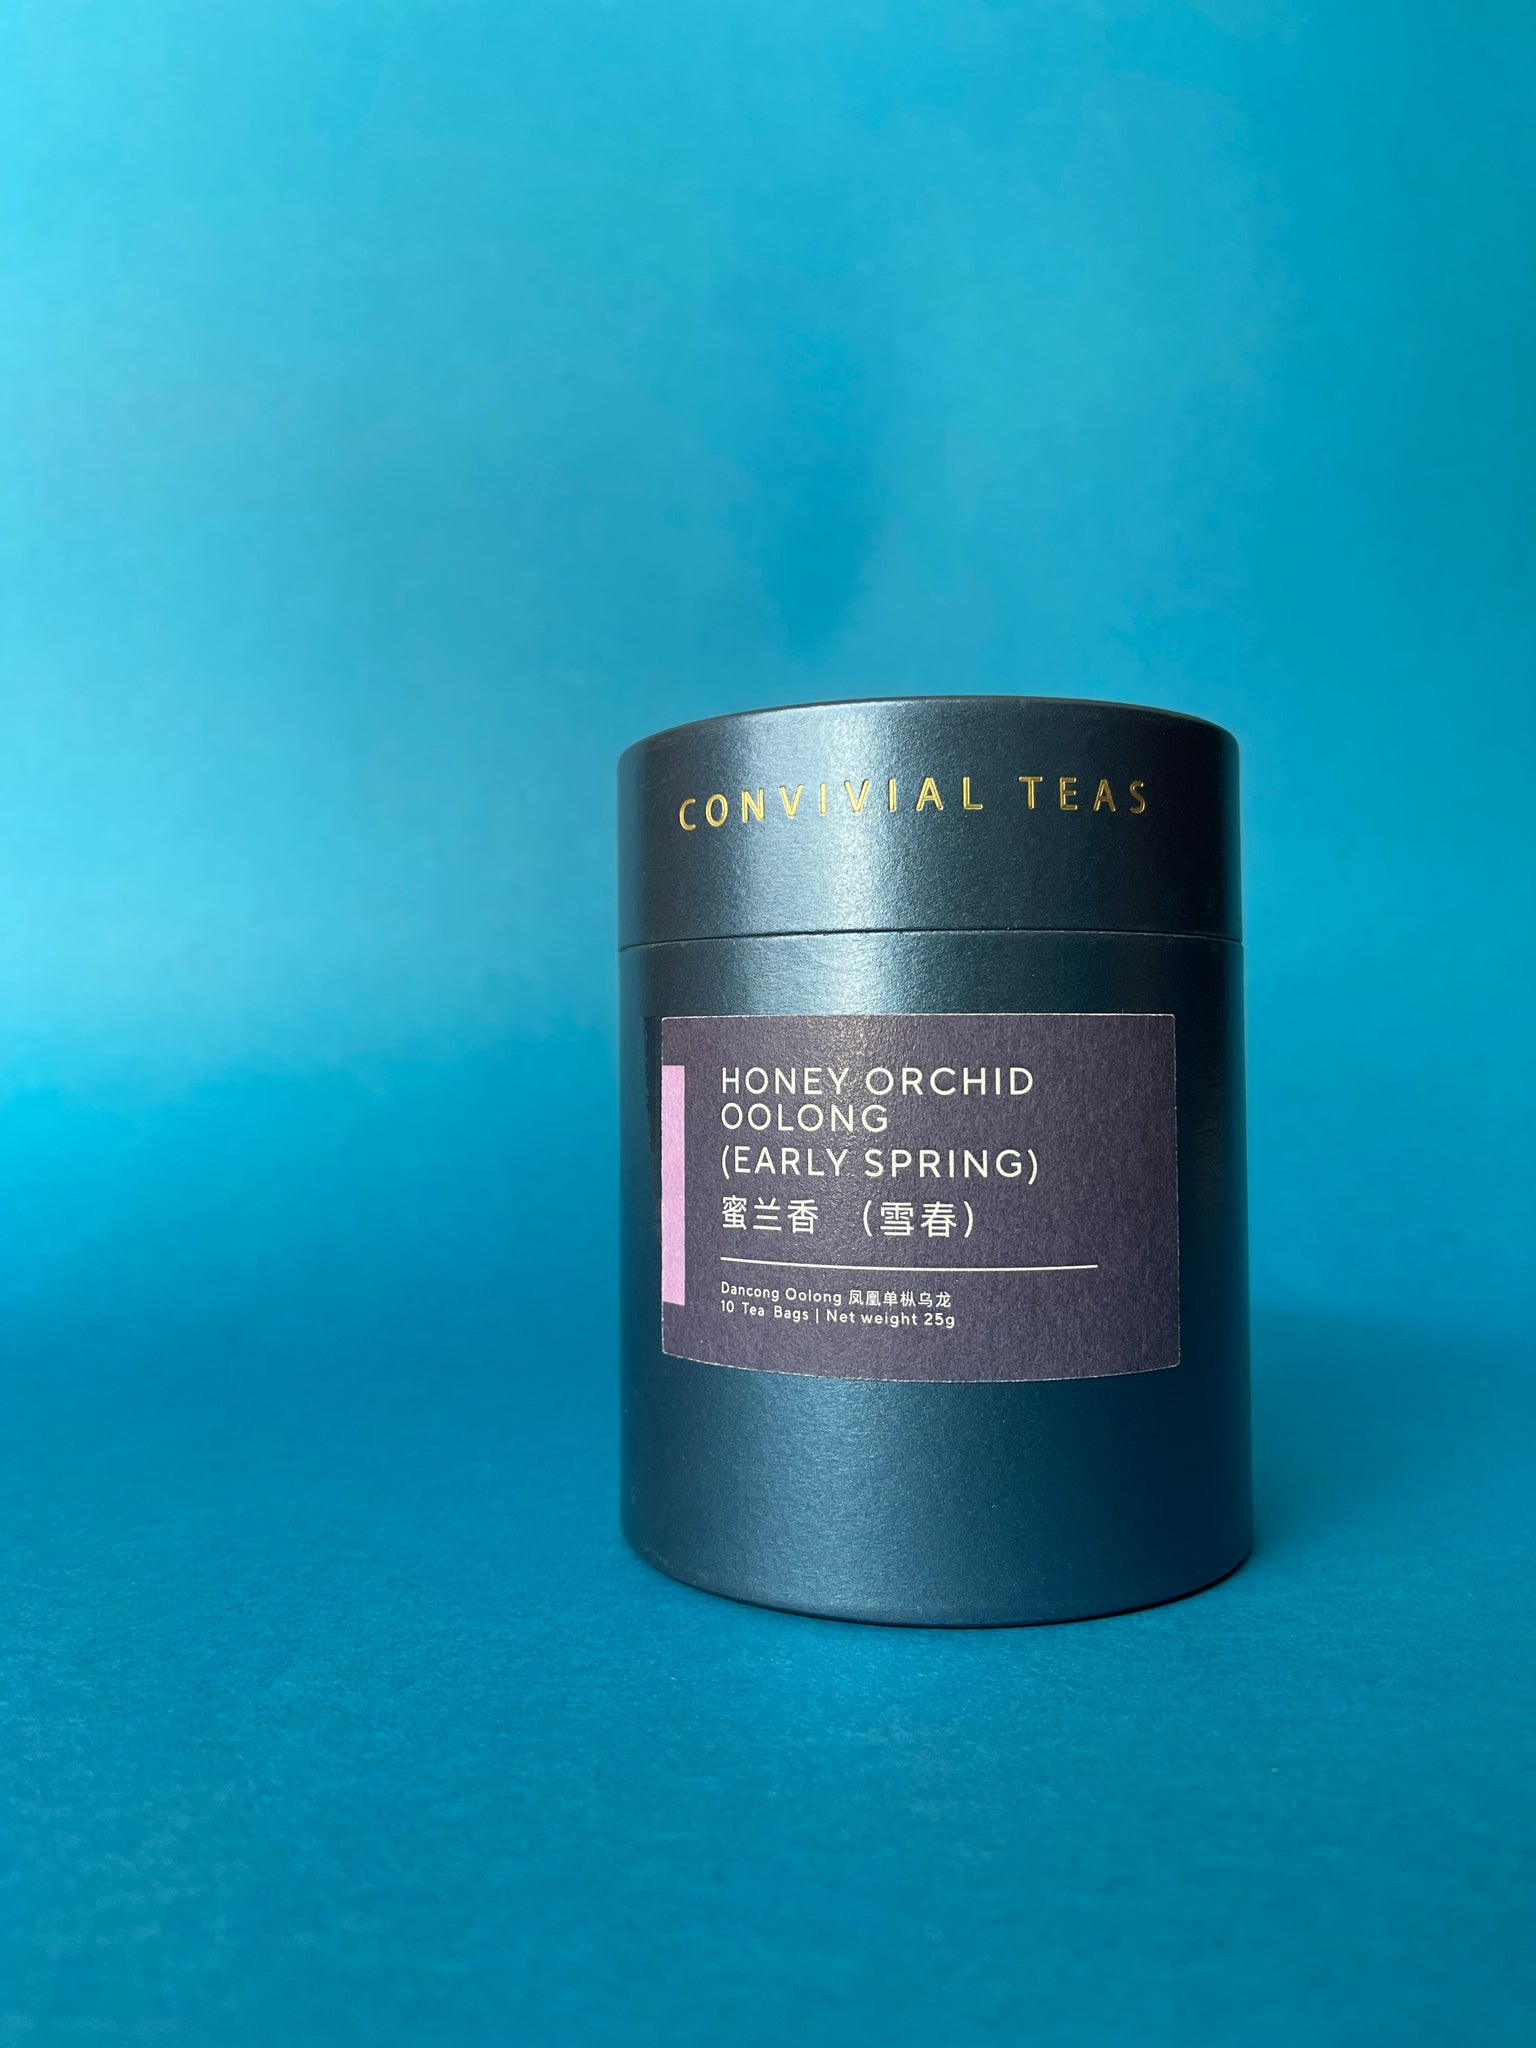 CONVIVIAL TEAS
HONEY ORCHID
OOLONG
(EARLY SPRING)
蜜兰香 (雪春)
Dancong Oolong 凤凰单枞乌龙
10 Tea Bags | Net weight 25g